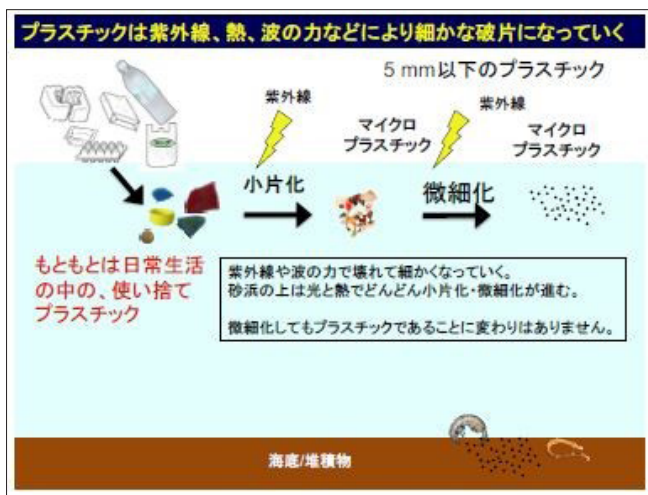 プラスチックは紫外線、熱、波の力などにより細かな破片になっていく
5 mm以下のプラスチック
紫外線
マイクロ
プラスチック
紫外線
マイクロ
プラスチック
小片化
微細化
もともとは日常生活
の中の、使い捨て
プラスチック
紫外線や波の力で壊れて細かくなっていく。
砂浜の上は光と熱でどんどん小片化・微細化が進む。
微細化してもプラスチックであることに変わりはありません。
海底/堆積物